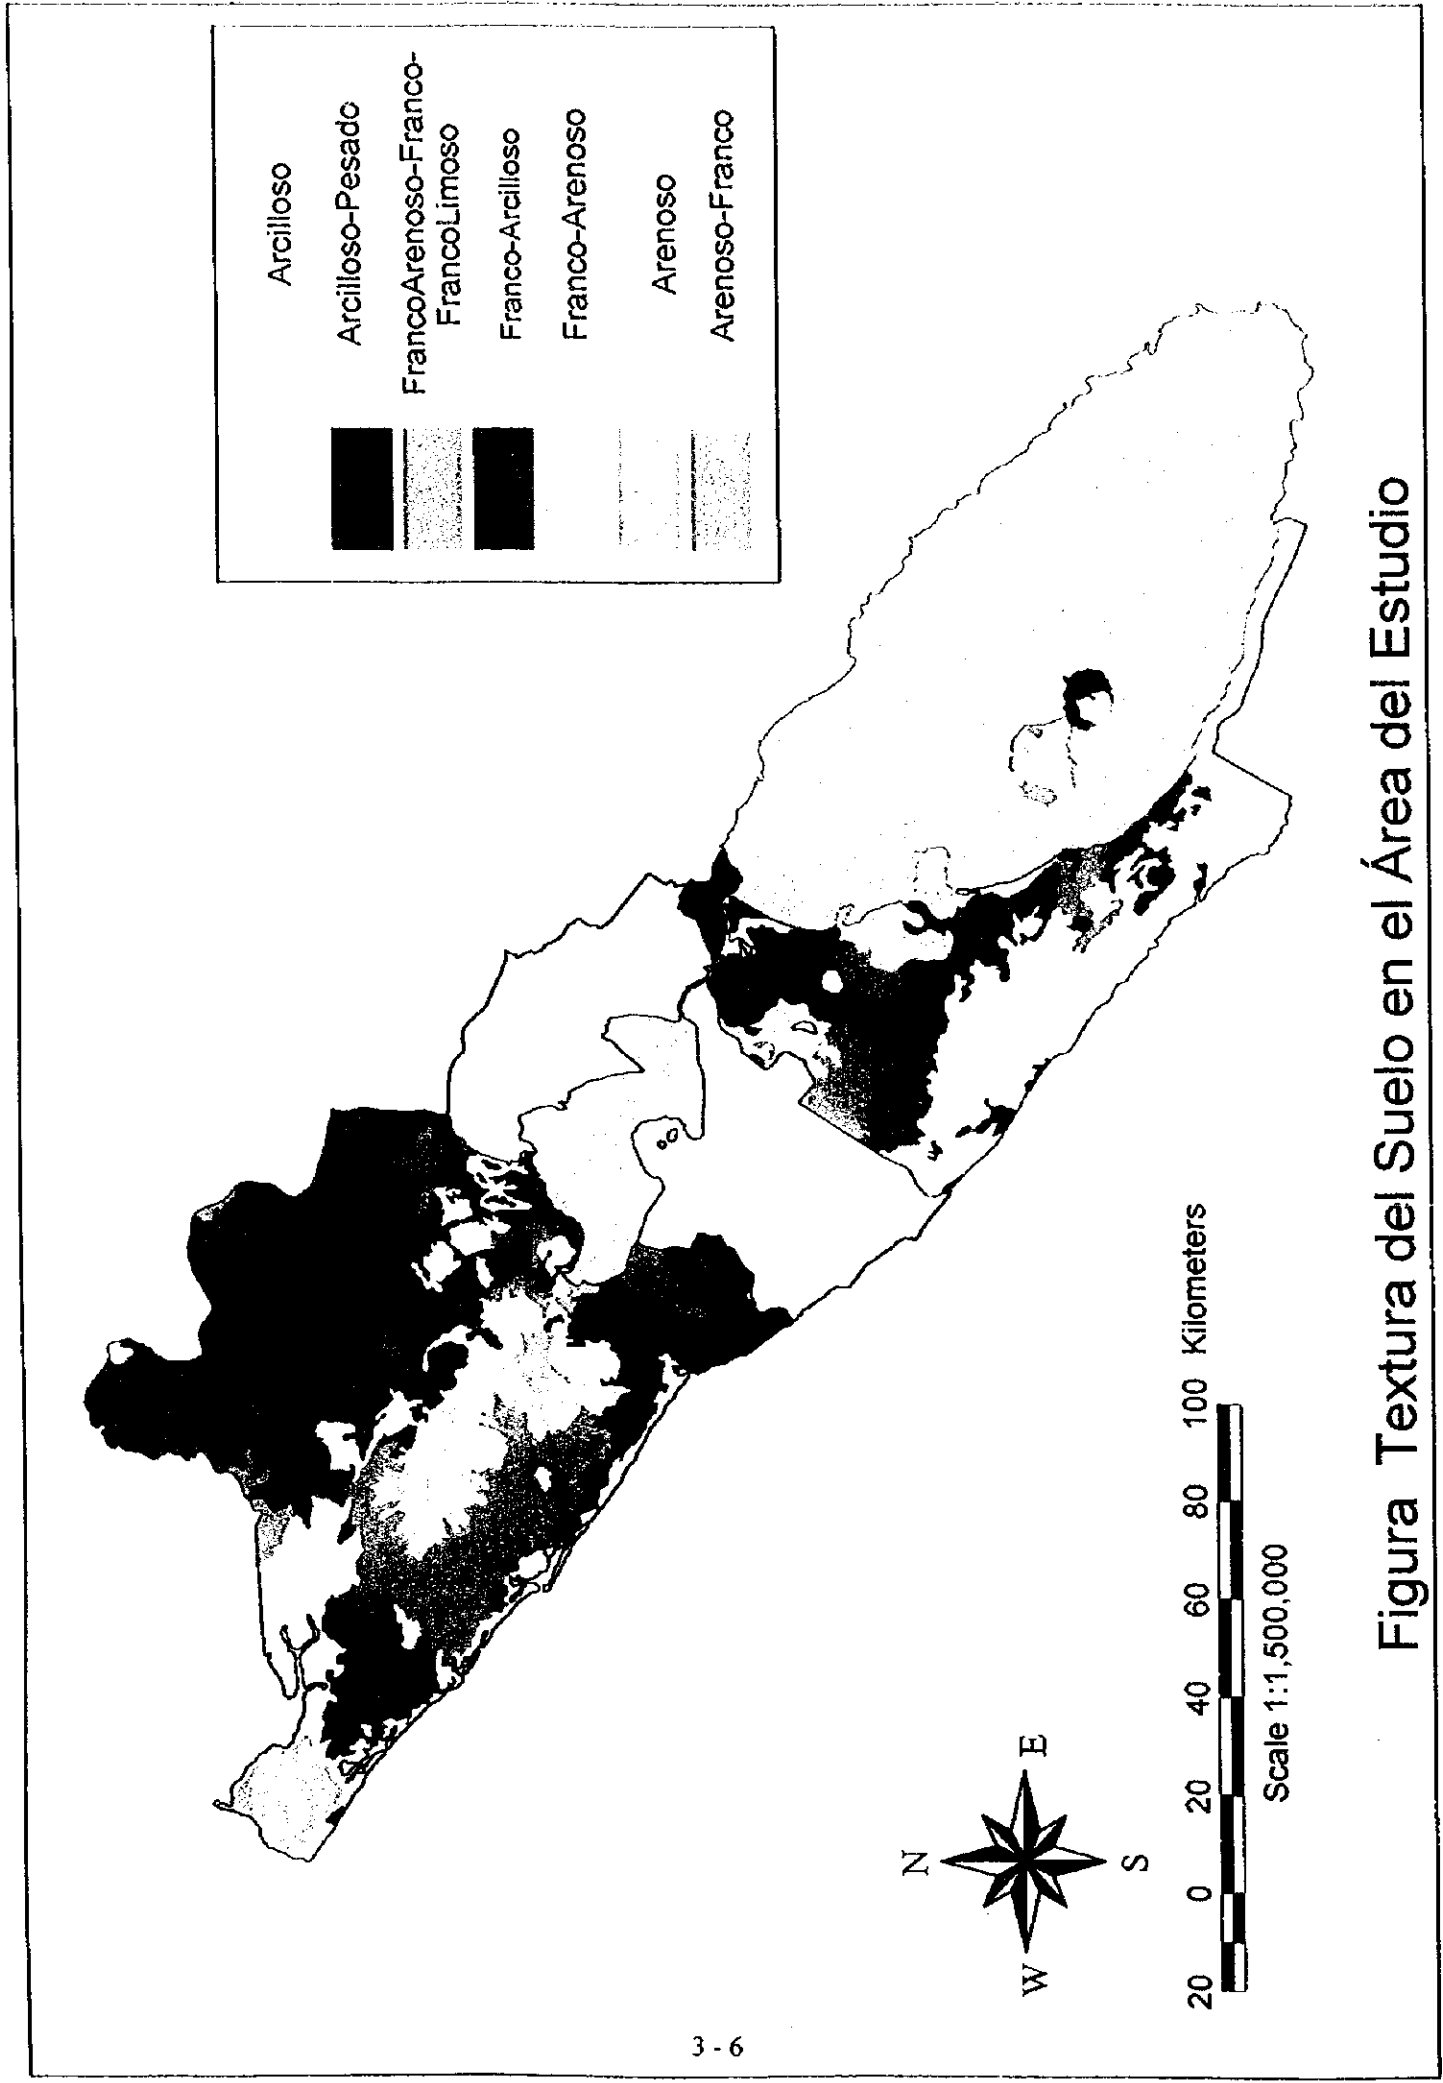 Arcilloso
Arcilloso-Pesado
FrancoArenoso-Franco-
FrancoLimoso
Franco-Arcilloso
Franco-Arenoso
Arenoso
Arenoso-Franco
N
W
E
S
20 0 20 40 60 80 100 Kilometers
Scale 1:1,500,000
Figura Textura del Suelo en el Área del Estudio
3 - 6